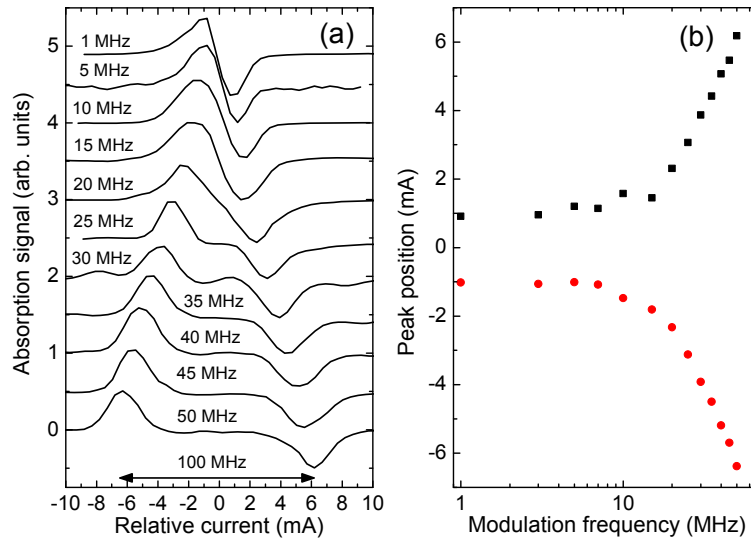 (a)
1 MHz
5 MHz
10 MHz
15 MHz
20 MHz
25 MHz
30 MHz
35 MHz
40 MHz
45 MHz
50 MHz
100 MHz
5
4
3
2
1
0
Absorption signal (arb. units)
-10 -8 -6 -4 -2 0 2 4 6 8 10
Relative current (mA)
(b)
6
4
2
0
-2
-4
-6
Peak position (mA)
1 10
Modulation frequency (MHz)